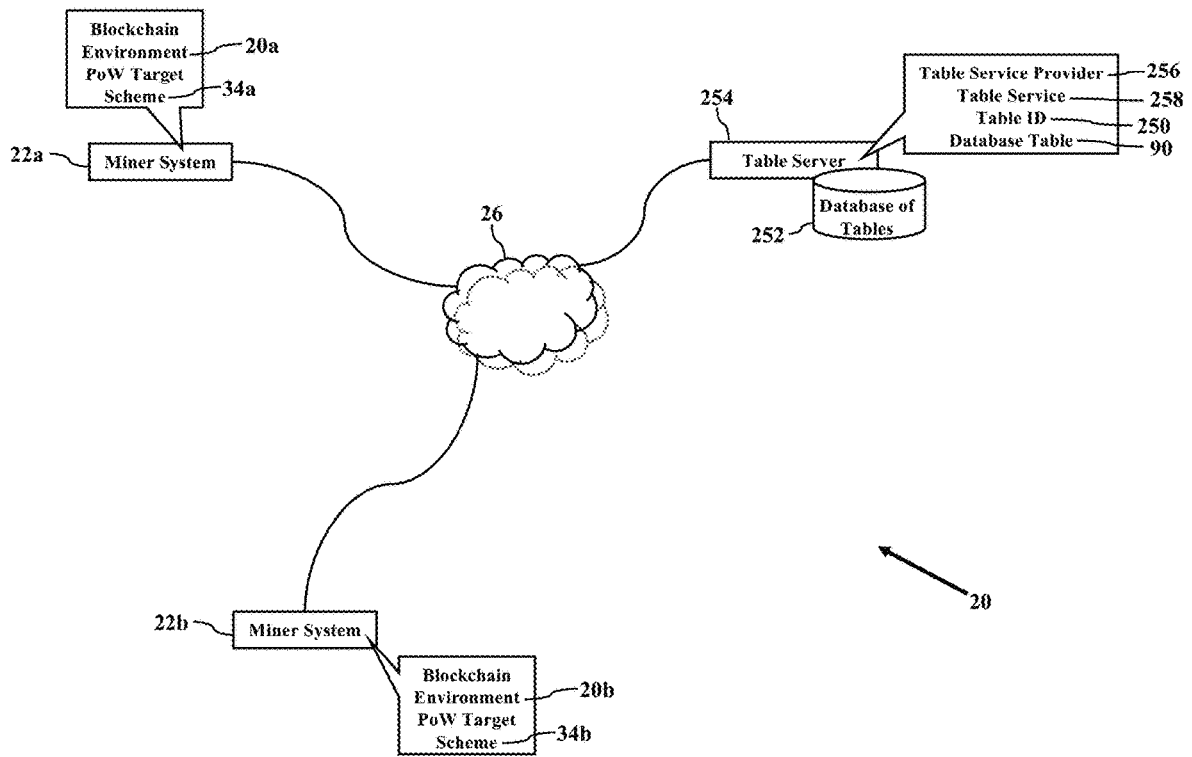 Blockchain
Environment 20a
PoW Target
Scheme 34a
22a Miner System
254
Table Server
Table Service Provider 256
Table Service 258
Table ID 250
Database Table 90
Database of
Tables
252
26
20
22b Miner System
Blockchain
Environment 20b
PoW Target
Scheme 34b